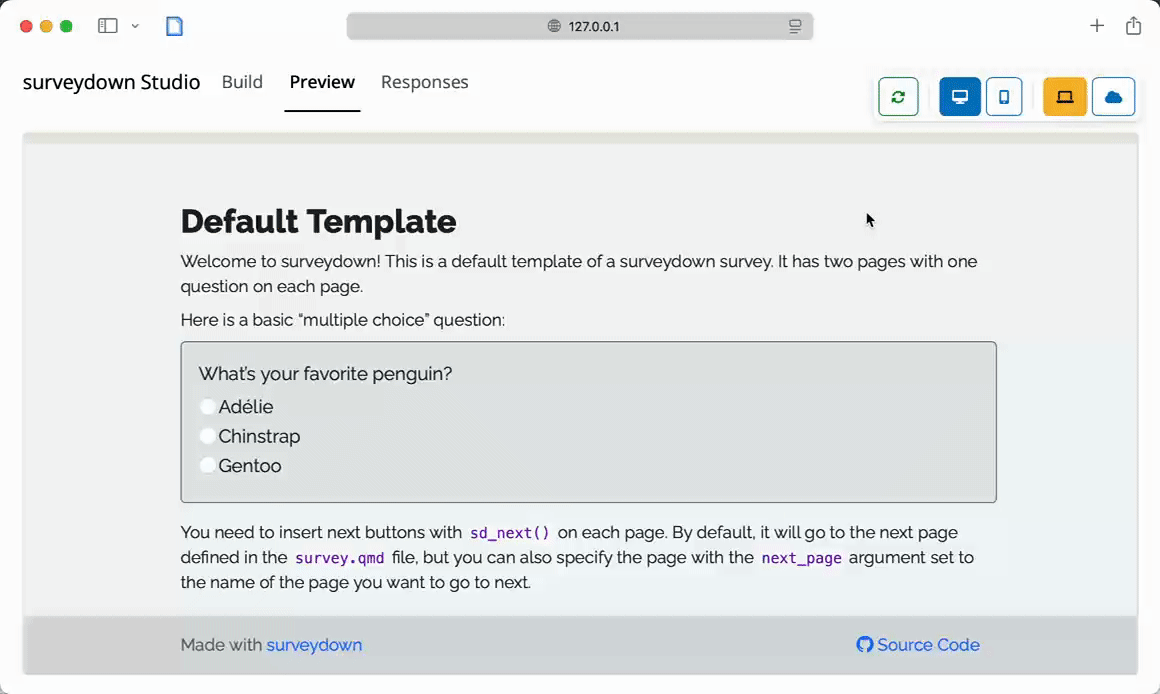 127.0.0.1
surveydown Studio Build Preview Responses
Default Template
Welcome to surveydown! This is a default template of a surveydown survey. It has two pages with one
question on each page.
Here is a basic “multiple choice” question:
What’s your favorite penguin?
Adélie
Chinstrap
Gentoo
You need to insert next buttons with sd_next() on each page. By default, it will go to the next page
defined in the survey.qmd file, but you can also specify the page with the next_page argument set to
the name of the page you want to go to next.
Made with surveydown Source Code